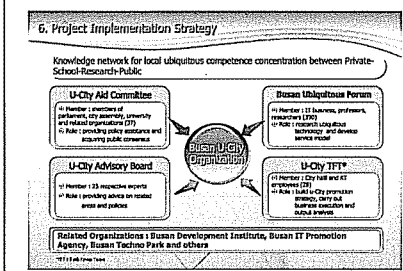 6. Project Implementation Strategy
Knowledge network for local ubiquitous competence concentration between Private-
School-Research-Public
U-City Aid Committee
Member : members of
parliament, city assembly, university
and related organizations (27)
Role : providing policy assistance and
acquiring public consensus
Busan Ubiquitous Forum
Member : IT business, professors,
researchers
Role : research ubiquitous
technology and develop
service model
Busan U-City
Organization
U-City Advisory Board
Member : 25 respective experts
Role : providing advice on related
areas and policies
U-City TFT*
Member : City hall and KT
employees (28)
Role : build u-City promotion
strategy, carry out
business execution and
output analysis
Related Organizations : Busan Development Institute, Busan IT Promotion
Agency, Busan Techno Park and others